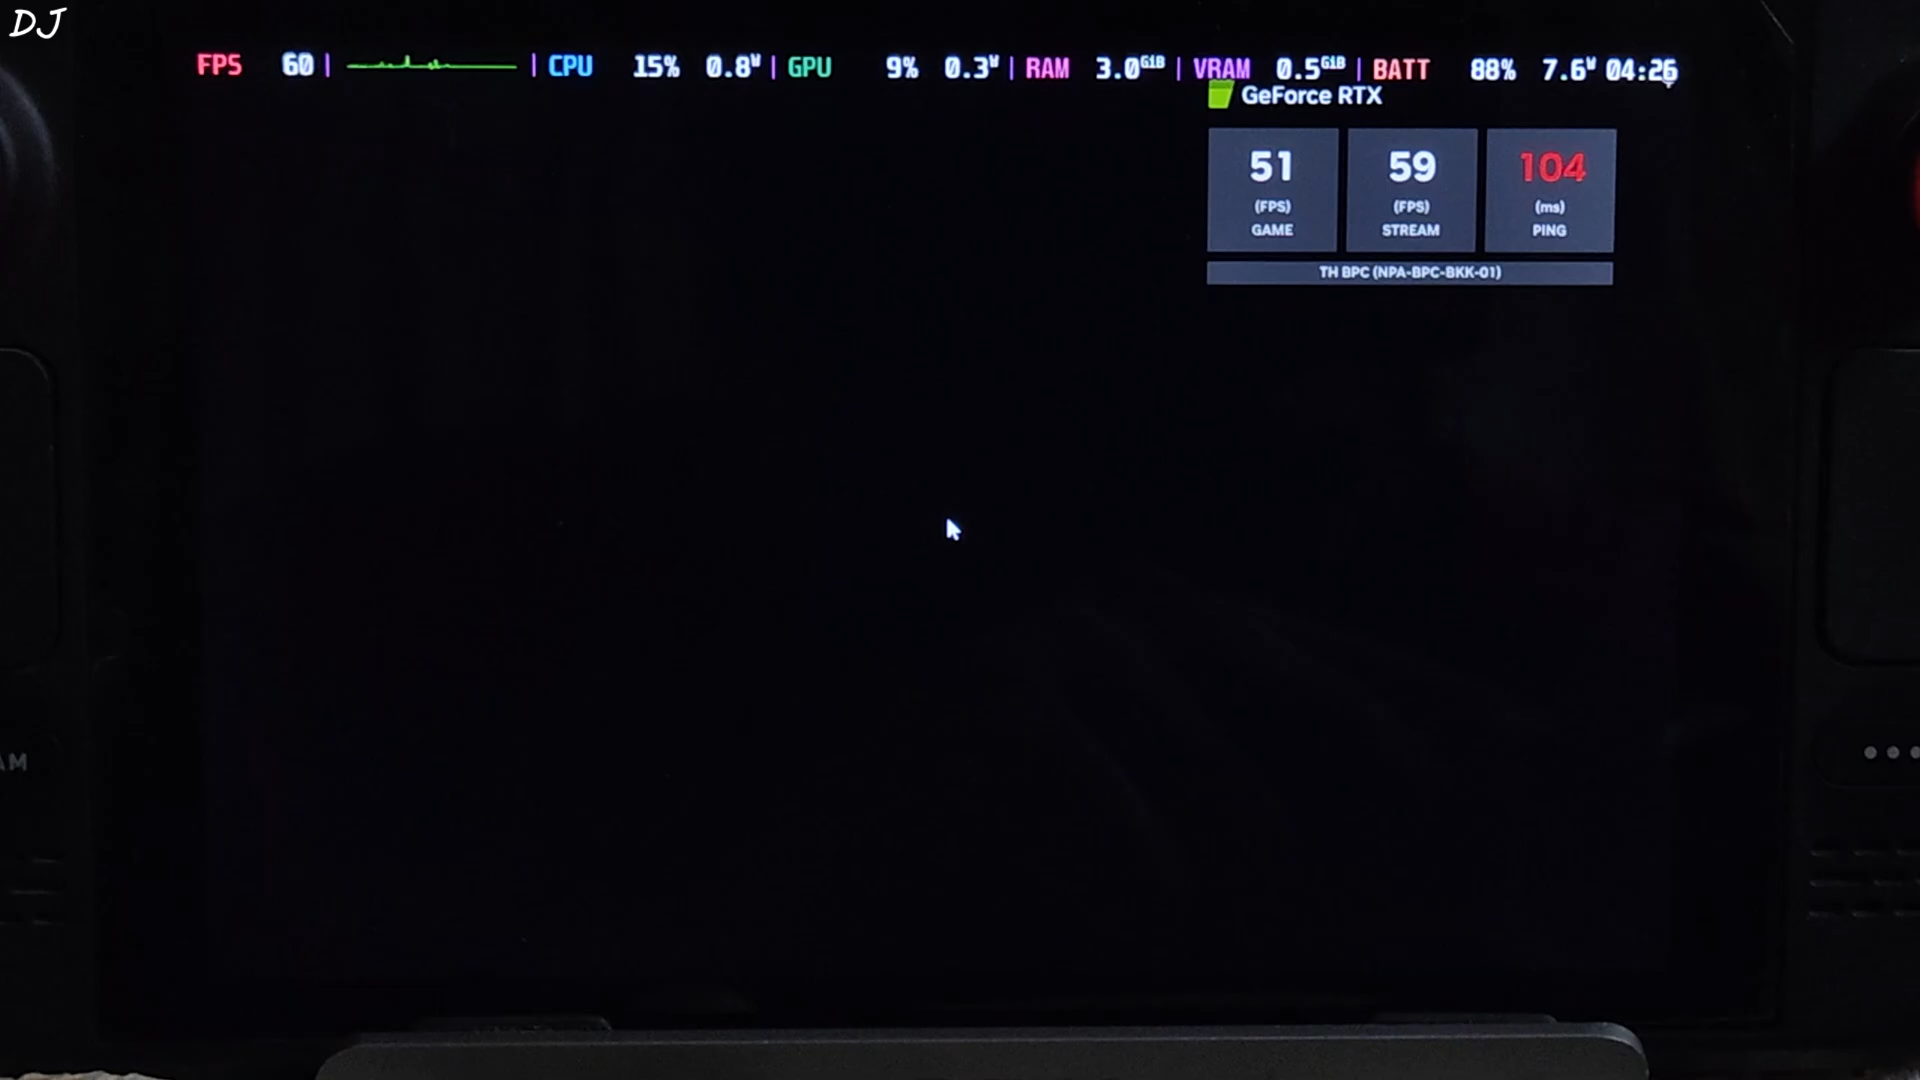 DJ
FPS 60 | | CPU 15% 0.8W | GPU 9% 0.3W | RAM 3.0GiB | VRAM 0.5GiB | BATT 88% 7.6W 04:26
GeForce RTX
51 59 104
(FPS) (FPS) (ms)
GAME STREAM PING
TH BPC (NPA-BPC-BKK-01)
AM